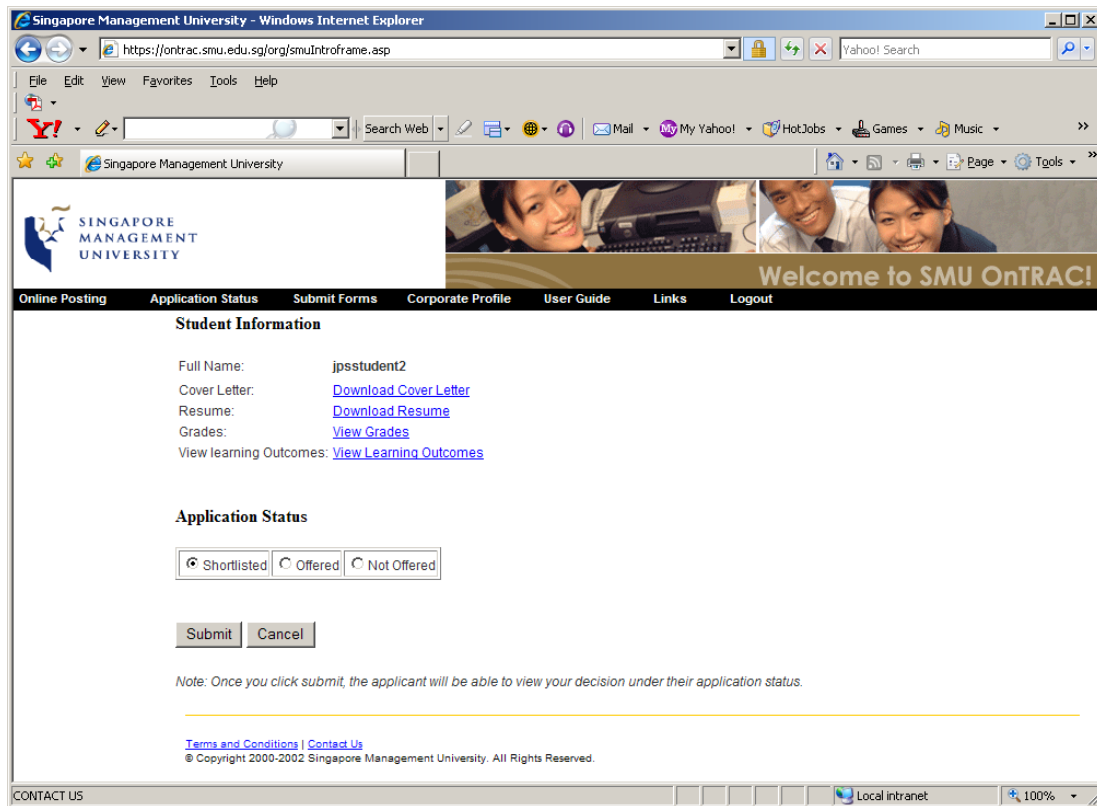 Singapore Management University - Windows Internet Explorer
https://ontrac.smu.edu.sg/org/smuIntroframe.asp
Yahoo! Search
File Edit View Favorites Tools Help
Y! Search Web Mail My Yahoo! HotJobs Games Music »
Singapore Management University Page Tools »
SINGAPORE
MANAGEMENT
UNIVERSITY
Welcome to SMU OnTRAC!
Online Posting Application Status Submit Forms Corporate Profile User Guide Links Logout
Student Information
Full Name: jpsstudent2
Cover Letter: Download Cover Letter
Resume: Download Resume
Grades: View Grades
View learning Outcomes: View Learning Outcomes
Application Status
Shortlisted Offered Not Offered
Submit Cancel
Note: Once you click submit, the applicant will be able to view your decision under their application status.
Terms and Conditions | Contact Us
© Copyright 2000-2002 Singapore Management University. All Rights Reserved.
CONTACT US Local intranet 100%